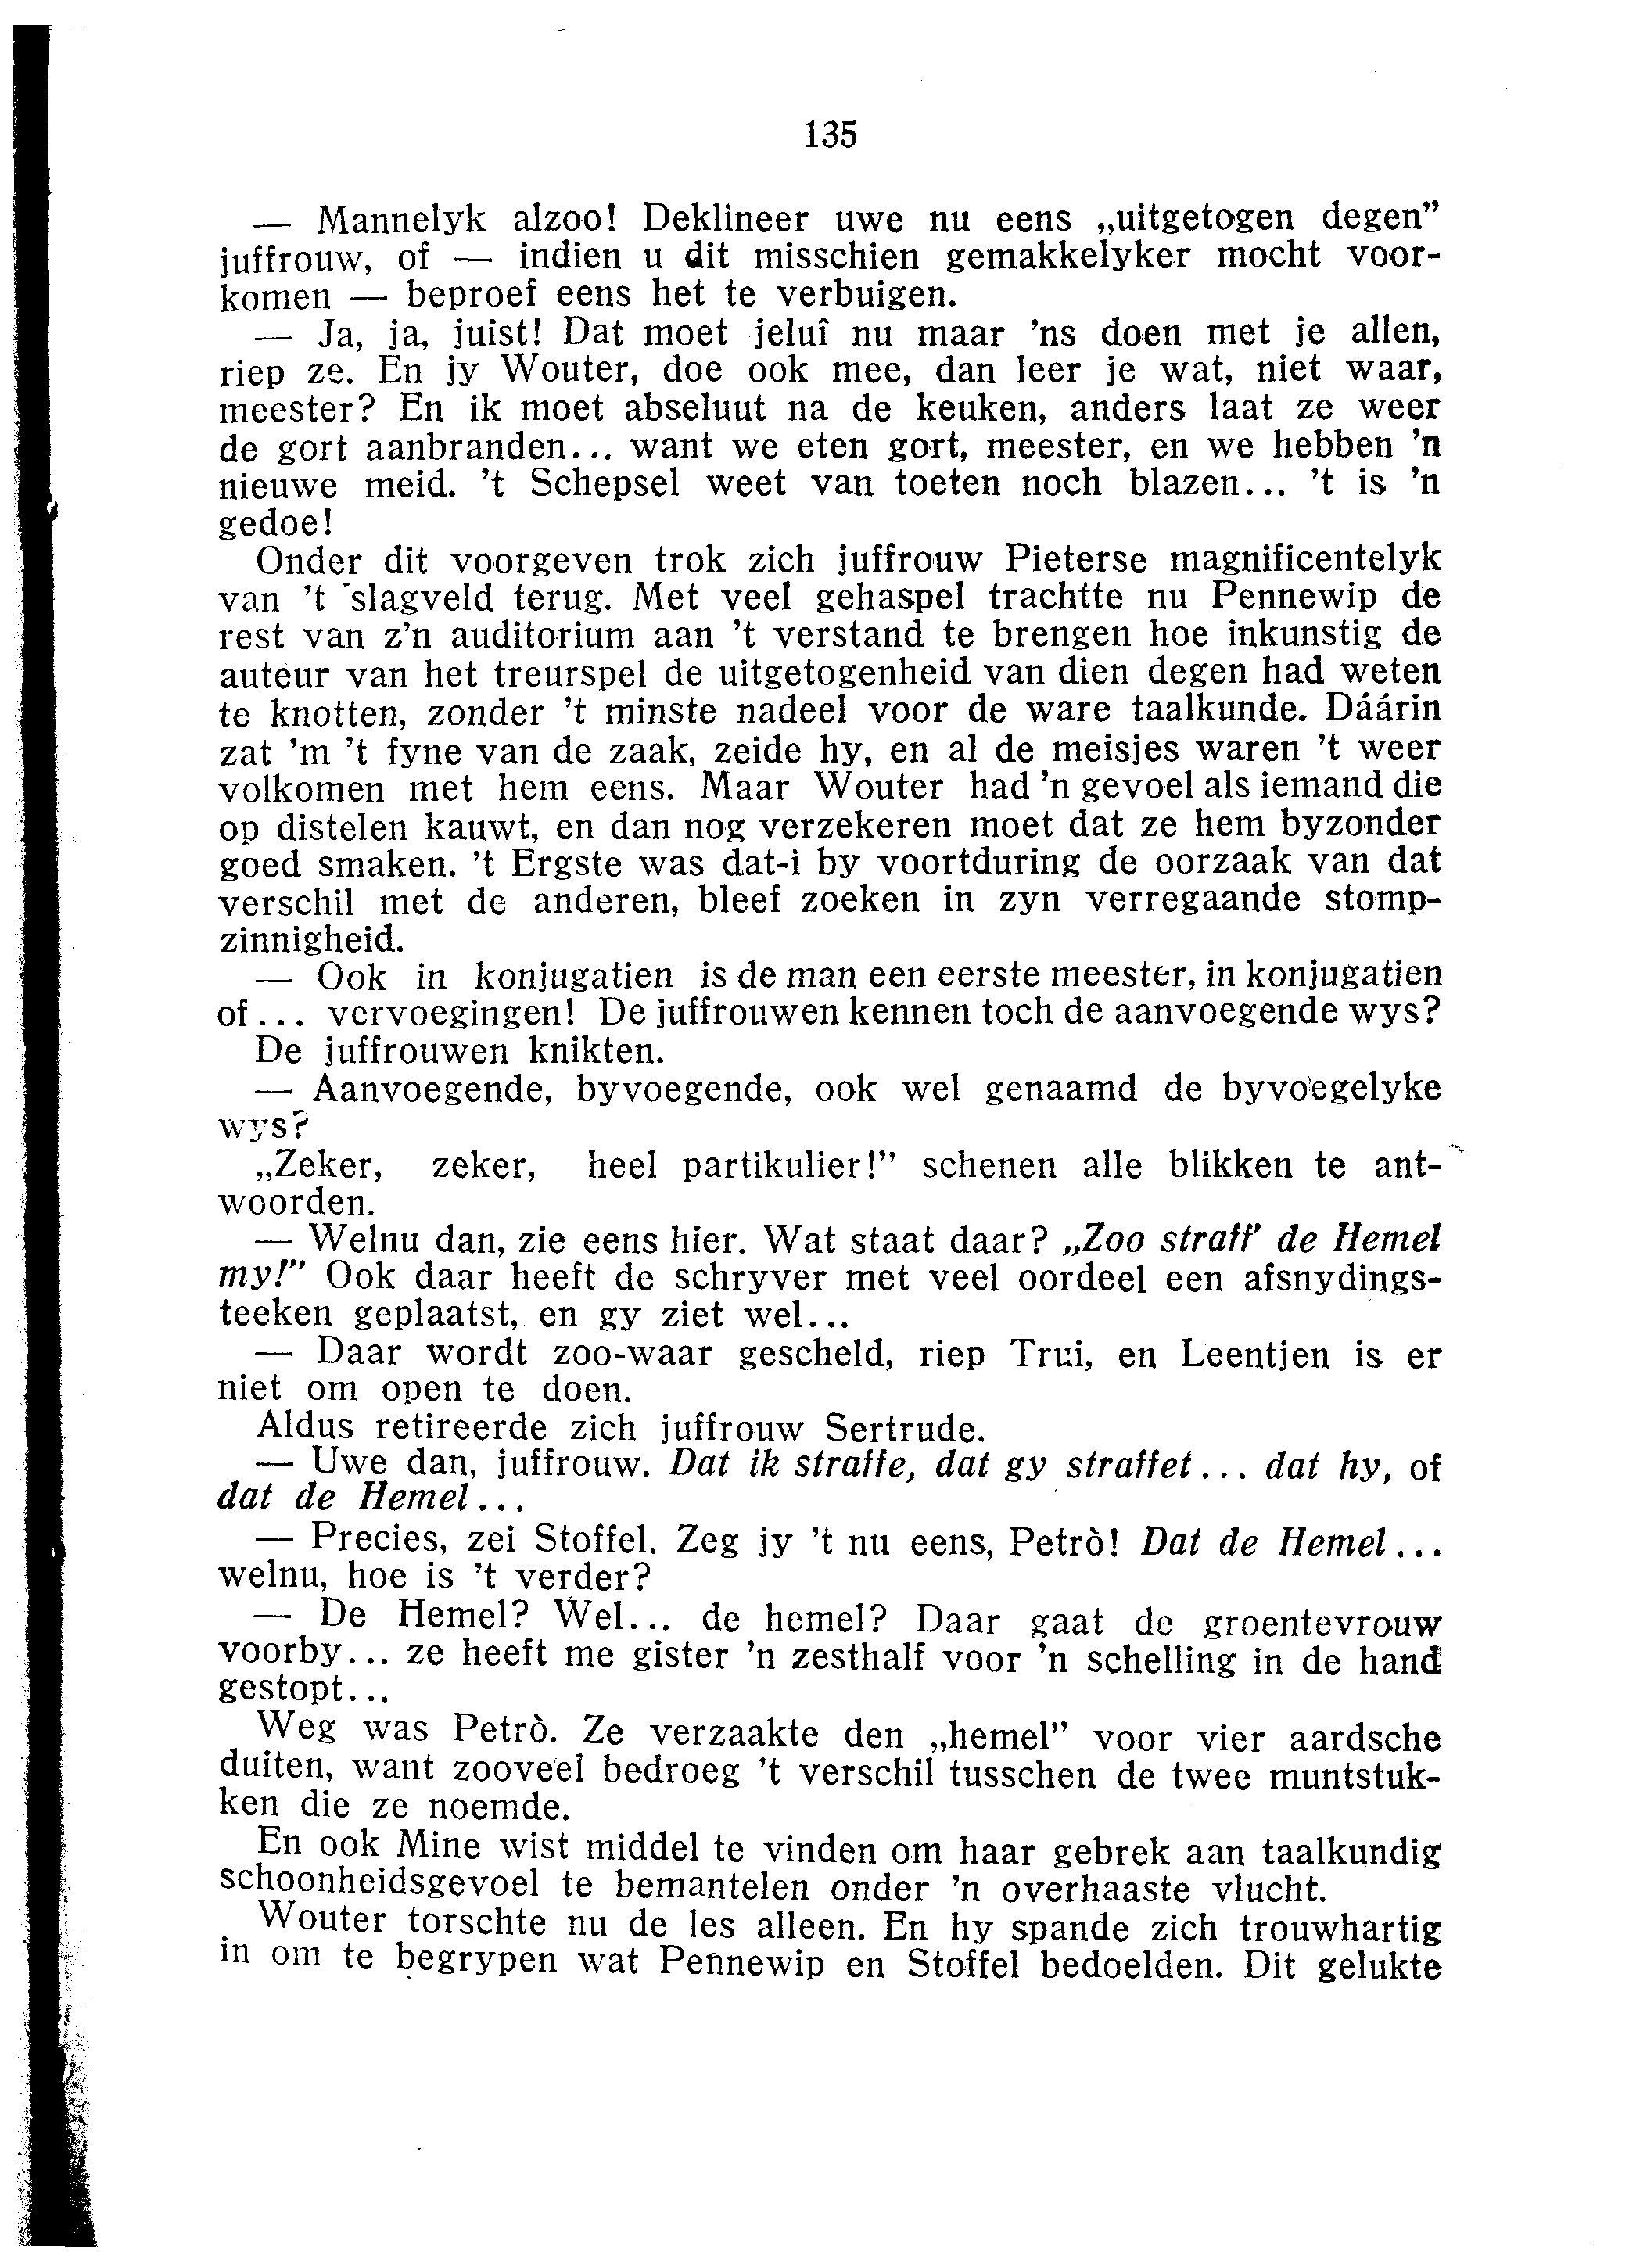 135
— Mannelyk alzoo! Deklineer uwe nu eens „uitgetogen degen”
juffrouw, of — indien u dit misschien gemakkelyker mocht voor-
komen — beproef eens het te verbuigen.
— Ja, ja, juist! Dat moet jeluî nu maar ’ns doen met je allen,
riep ze. En jy Wouter, doe ook mee, dan leer je wat, niet waar,
meester? En ik moet abseluut na de keuken, anders laat ze weer
de gort aanbranden... want we eten gort, meester, en we hebben ’n
nieuwe meid. ’t Schepsel weet van toeten noch blazen... ’t is ’n
gedoe!
Onder dit voorgeven trok zich juffrouw Pieterse magnificentelyk
van ’t slagveld terug. Met veel gehaspel trachtte nu Pennewip de
rest van z’n auditorium aan ’t verstand te brengen hoe inkunstig de
auteur van het treurspel de uitgetogenheid van dien degen had weten
te knotten, zonder ’t minste nadeel voor de ware taalkunde. Dáárin
zat ’m ’t fyne van de zaak, zeide hy, en al de meisjes waren ’t weer
volkomen met hem eens. Maar Wouter had ’n gevoel als iemand die
op distelen kauwt, en dan nog verzekeren moet dat ze hem byzonder
goed smaken. ’t Ergste was dat-i by voortduring de oorzaak van dat
verschil met de anderen, bleef zoeken in zyn verregaande stomp-
zinnigheid.
— Ook in konjugatien is de man een eerste meester, in konjugatien
of... vervoegingen! De juffrouwen kennen toch de aanvoegende wys?
De juffrouwen knikten.
— Aanvoegende, byvoegende, ook wel genaamd de byvoegelyke
wys?
„Zeker, zeker, heel partikulier!” schenen alle blikken te ant-
woorden.
— Welnu dan, zie eens hier. Wat staat daar? „Zoo straff’ de Hemel
my!” Ook daar heeft de schryver met veel oordeel een afsnydings-
teeken geplaatst, en gy ziet wel...
— Daar wordt zoo-waar gescheld, riep Trui, en Leentjen is er
niet om open te doen.
Aldus retireerde zich juffrouw Sertrude.
— Uwe dan, juffrouw. Dat ik straffe, dat gy straffet... dat hy, of
dat de Hemel...
— Precies, zei Stoffel. Zeg jy ’t nu eens, Petrò! Dat de Hemel...
welnu, hoe is ’t verder?
— De Hemel? Wel... de hemel? Daar gaat de groentevrouw
voorby... ze heeft me gister ’n zesthalf voor ’n schelling in de hand
gestopt...
Weg was Petrò. Ze verzaakte den „hemel” voor vier aardsche
duiten, want zooveel bedroeg ’t verschil tusschen de twee muntstuk-
ken die ze noemde.
En ook Mine wist middel te vinden om haar gebrek aan taalkundig
schoonheidsgevoel te bemantelen onder ’n overhaaste vlucht.
Wouter torschte nu de les alleen. En hy spande zich trouwhartig
in om te begrypen wat Pennewip en Stoffel bedoelden. Dit gelukte